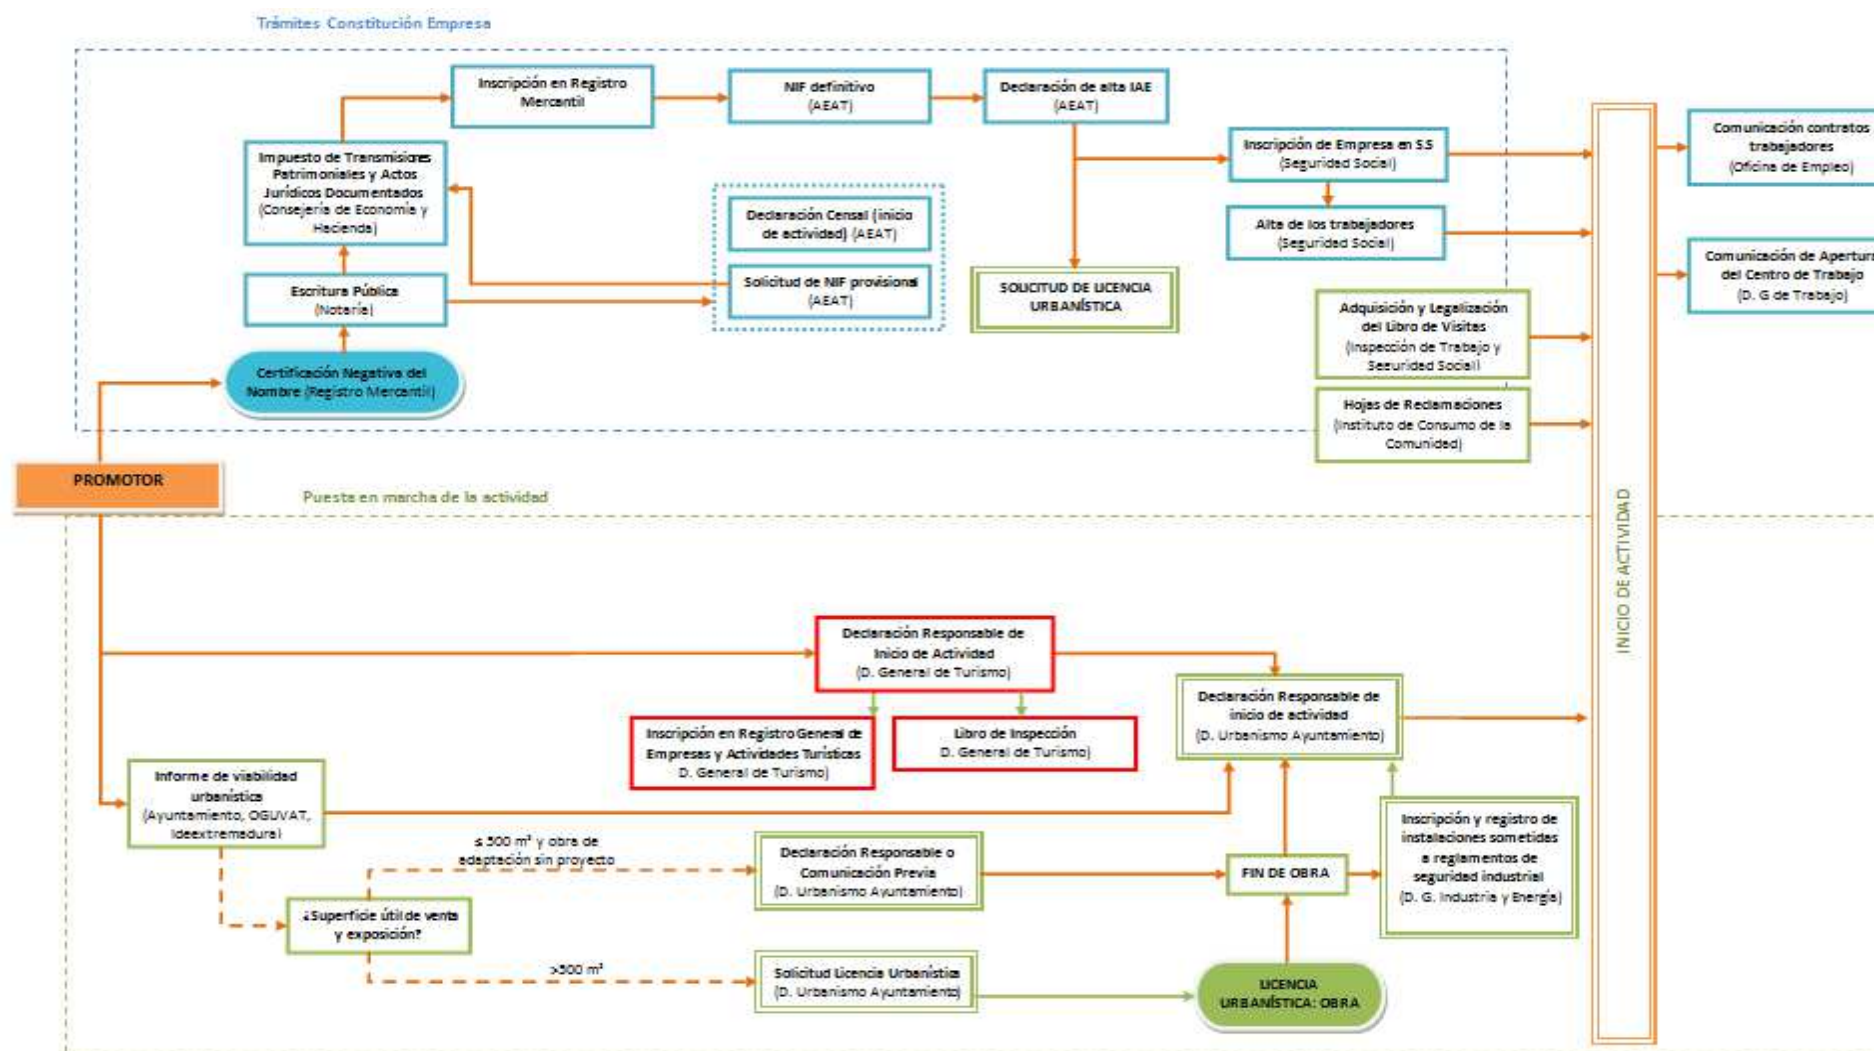 Trámites Constitución Empresa
Inscripción en Registro
Mercantil
NIF definitivo
(AEAT)
Declaración de alta IAE
(AEAT)
Impuesto de Transmisiones
Patrimoniales y Actos
Jurídicos Documentados
(Consejería de Economía y
Hacienda)
Inscripción de Empresa en S.S
(Seguridad Social)
Comunicación contratos
trabajadores
(Oficina de Empleo)
Declaración Censal (inicio
de actividad) (AEAT)
Alta de los trabajadores
(Seguridad Social)
Solicitud de NIF provisional
(AEAT)
Escritura Pública
(Notaría)
SOLICITUD DE LICENCIA
URBANÍSTICA
Comunicación de Apertura
del Centro de Trabajo
(D. G de Trabajo)
Adquisición y Legalización
del Libro de Visitas
(Inspección de Trabajo y
Seguridad Social)
Certificación Negativa del
Nombre (Registro Mercantil)
Hojas de Reclamaciones
(Instituto de Consumo de la
Comunidad)
PROMOTOR
Puesta en marcha de la actividad
INICIO DE ACTIVIDAD
Declaración Responsable de
Inicio de Actividad
(D. General de Turismo)
Inscripción en Registro General de
Empresas y Actividades Turísticas
D. General de Turismo)
Libro de Inspección
D. General de Turismo)
Declaración Responsable de
inicio de actividad
(D. Urbanismo Ayuntamiento)
Informe de viabilidad
urbanística
(Ayuntamiento, OGUVAT,
Ideextremadura)
≤ 500 m² y obra de
adaptación sin proyecto
Declaración Responsable o
Comunicación Previa
(D. Urbanismo Ayuntamiento)
FIN DE OBRA
Inscripción y registro de
instalaciones sometidas
a reglamentos de
seguridad industrial
(D. G. Industria y Energía)
¿Superficie útil de venta
y exposición?
>500 m²
Solicitud Licencia Urbanística
(D. Urbanismo Ayuntamiento)
LICENCIA
URBANÍSTICA: OBRA